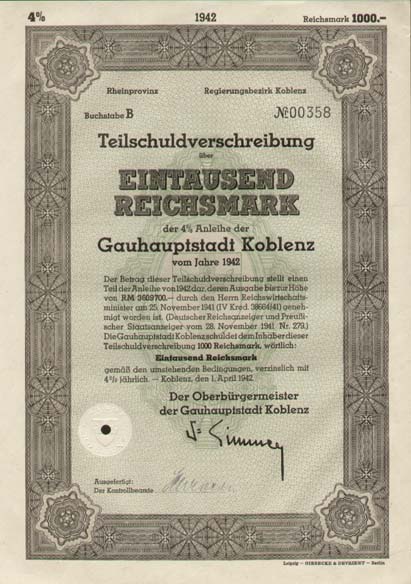 4%
1942
Reichsmark 1000.-
Rheinprovinz
Regierungsbezirk Koblenz
Buchstabe B
№ 00358
Teilschuldverschreibung
über
EINTAUSEND
REICHSMARK
der 4% Anleihe der
Gauhauptstadt Koblenz
vom Jahre 1942
Der Betrag dieser Teilschuldverschreibung stellt einen
Teil der Anleihe von 1942 dar, deren Ausgabe bis zur Höhe
von RM 3609700.— durch den Herrn Reichswirtschafts-
minister am 25. November 1941 (IV Kred. 38664/41) geneh-
migt worden ist. (Deutscher Reichsanzeiger und Preußi-
scher Staatsanzeiger vom 28. November 1941. Nr. 279.)
Die Gauhauptstadt Koblenz schuldet dem Inhaber dieser
Teilschuldverschreibung 1000 Reichsmark, wörtlich:
Eintausend Reichsmark
gemäß den umstehenden Bedingungen, verzinslich mit
4% jährlich. — Koblenz, den 1. April 1942.
Der Oberbürgermeister
der Gauhauptstadt Koblenz
Ausgefertigt:
Der Kontrollbeamte
Leipzig — GIESECKE & DEVRIENT — Berlin